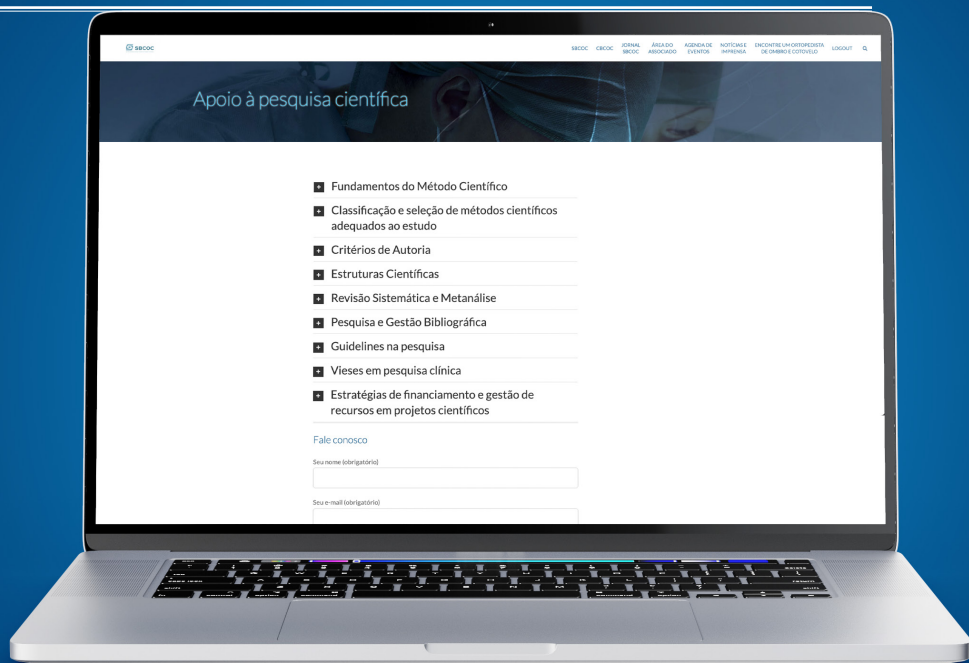 SBCOC
SBCOC CBCOC JORNAL SBCOC ÁREA DO ASSOCIADO AGENDA DE EVENTOS NOTÍCIAS E IMPRENSA ENCONTRE UM ORTOPEDISTA DE OMBRO E COTOVELO LOGOUT
Apoio à pesquisa científica
Fundamentos do Método Científico
Classificação e seleção de métodos científicos
adequados ao estudo
Critérios de Autoria
Estruturas Científicas
Revisão Sistemática e Metanálise
Pesquisa e Gestão Bibliográfica
Guidelines na pesquisa
Vieses em pesquisa clínica
Estratégias de financiamento e gestão de
recursos em projetos científicos
Fale conosco
Seu nome (obrigatório)
Seu e-mail (obrigatório)